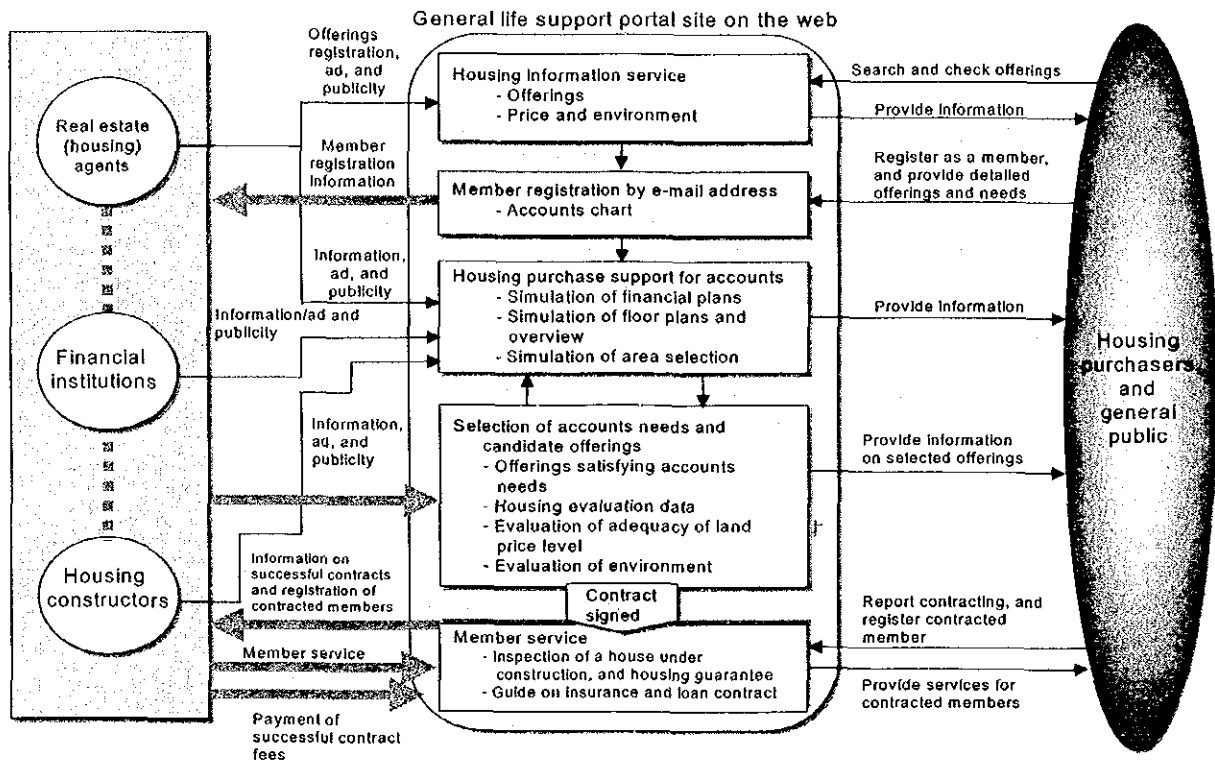 General life support portal site on the web
Real estate
(housing)
agents
Financial
institutions
Housing
constructors
Offerings
registration,
ad, and
publicity
Member
registration
Information
Information,
ad, and
publicity
Information/ad and
publicity
Information,
ad, and
publicity
Information on
successful contracts
and registration of
contracted members
Member service
Payment of
successful contract
fees
Housing Information service
- Offerings
- Price and environment
Member registration by e-mail address
- Accounts chart
Housing purchase support for accounts
- Simulation of financial plans
- Simulation of floor plans and
overview
- Simulation of area selection
Selection of accounts needs and
candidate offerings
- Offerings satisfying accounts
needs
- Housing evaluation data
- Evaluation of adequacy of land
price level
- Evaluation of environment
Contract
signed
Member service
- Inspection of a house under
construction, and housing guarantee
- Guide on insurance and loan contract
Search and check offerings
Provide Information
Register as a member,
and provide detailed
offerings and needs
Provide Information
Provide information
on selected offerings
Report contracting, and
register contracted
member
Provide services for
contracted members
Housing
purchasers,
and
general
public